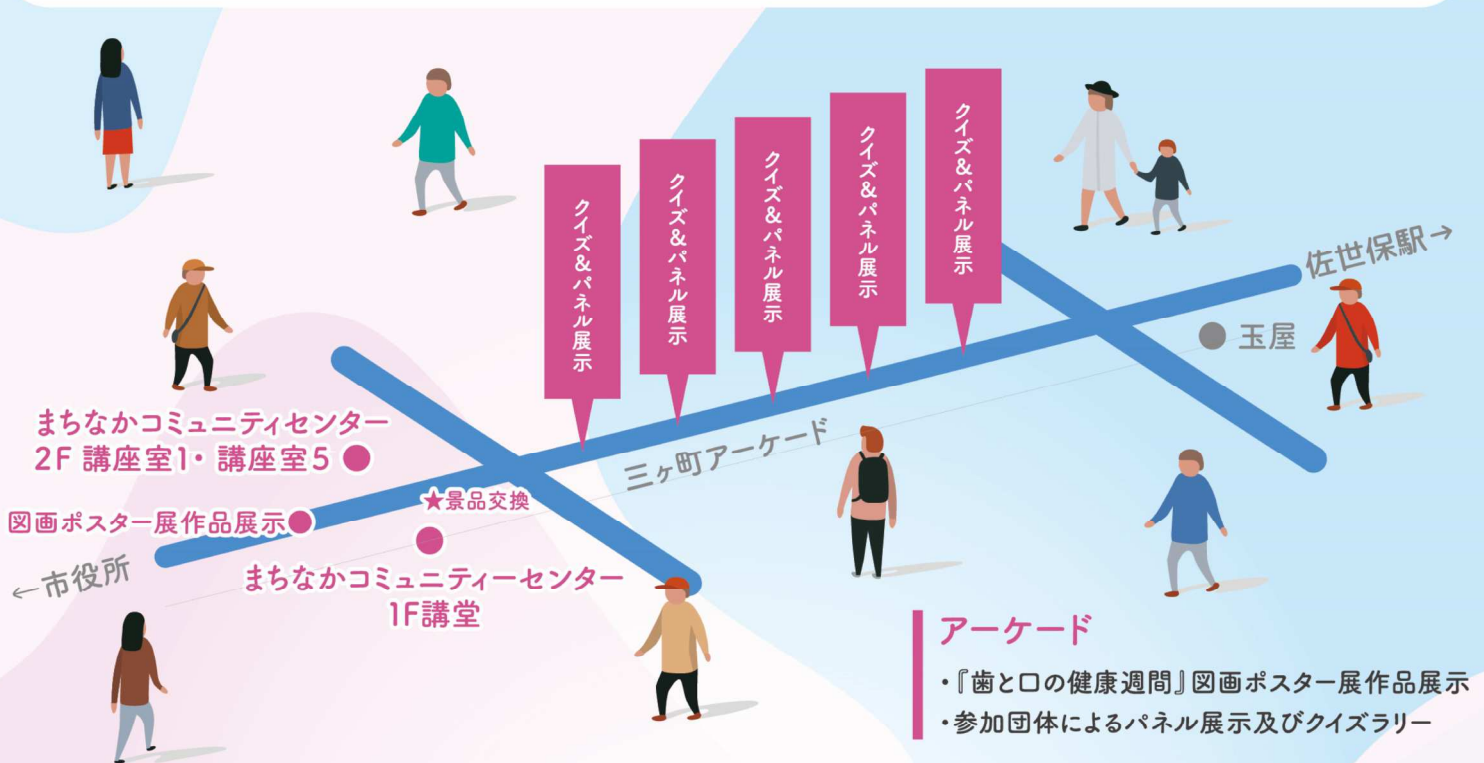 クイズ&パネル展示
クイズ&パネル展示
クイズ&パネル展示
クイズ&パネル展示
クイズ&パネル展示
佐世保駅→
玉屋
三ヶ町アーケード
まちなかコミュニティセンター
2F 講座室1・講座室5
★景品交換
図画ポスター展作品展示
←市役所
まちなかコミュニティーセンター
1F講堂
アーケード
・『歯と口の健康週間』図画ポスター展作品展示
・参加団体によるパネル展示及びクイズラリー